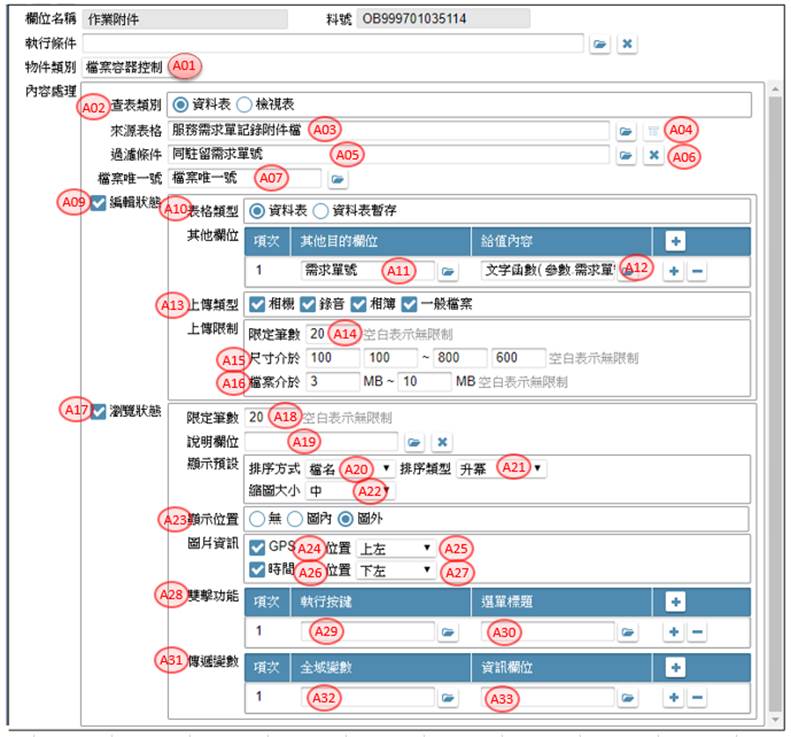 欄位名稱 作業附件 料號 OB999701035114
執行條件
物件類別 檔案容器控制 A01
內容處理
A02 查表類別 資料表 檢視表
來源表格 服務需求單記錄附件檔 A03 A04
過濾條件 同駐留需求單號 A05 A06
檔案唯一號 檔案唯一號 A07
A09 編輯狀態 A10 表格類型 資料表 資料表暫存
其他欄位 項次 其他目的欄位 給值內容
1 需求單號 A11 文字函數( 參數.需求單 A12
A13 上傳類型 相機 錄音 相簿 一般檔案
上傳限制 限定筆數 20 A14 空白表示無限制
A15 尺寸介於 100 100 ~ 800 600 空白表示無限制
A16 檔案介於 3 MB ~ 10 MB 空白表示無限制
A17 瀏覽狀態 限定筆數 20 A18 空白表示無限制
說明欄位 A19
顯示預設 排序方式 檔名 A20 排序類型 升冪 A21
縮圖大小 中 A22
A23 顯示位置 無 圖內 圖外
圖片資訊 GPS A24 位置 上左 A25
時間 A26 位置 下左 A27
A28 雙擊功能 項次 執行按鍵 選單標題
1 A29 A30
A31 傳遞變數 項次 全域變數 資訊欄位
1 A32 A33